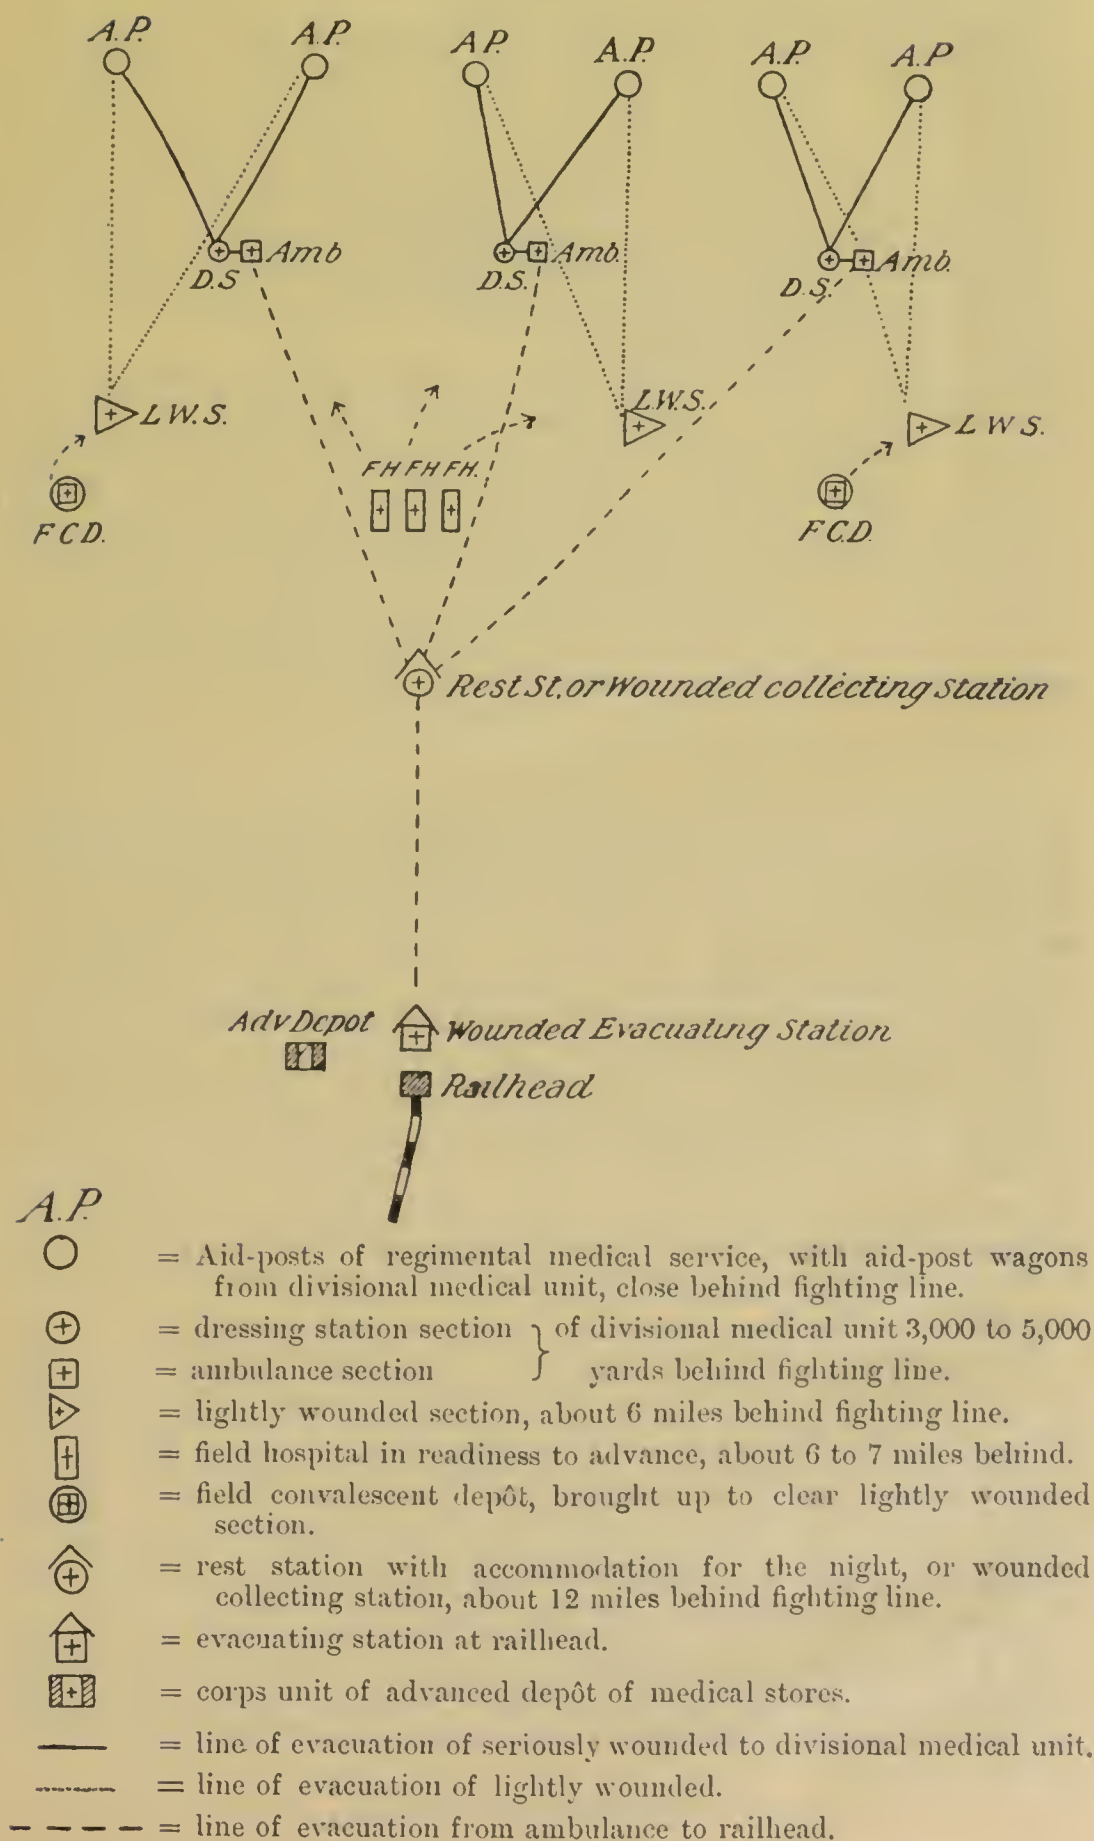 A.P. A.P. A P. A.P. A.P. A.P
D.S Amb D.S. Amb. D.S. Amb.
L W. S. L.W.S. L W S.
F H F H F H.
F C D. F C.D.
Rest St. or Wounded collecting Station
Adv Depot Wounded Evacuating Station
Railhead
A.P.
= Aid-posts of regimental medical service, with aid-post wagons
from divisional medical unit, close behind fighting line.
= dressing station section } of divisional medical unit 3,000 to 5,000
= ambulance section yards behind fighting line.
= lightly wounded section, about 6 miles behind fighting line.
= field hospital in readiness to advance, about 6 to 7 miles behind.
= field convalescent depôt, brought up to clear lightly wounded
section.
= rest station with accommodation for the night, or wounded
collecting station, about 12 miles behind fighting line.
= evacuating station at railhead.
= corps unit of advanced depôt of medical stores.
= line of evacuation of seriously wounded to divisional medical unit.
= line of evacuation of lightly wounded.
= line of evacuation from ambulance to railhead.